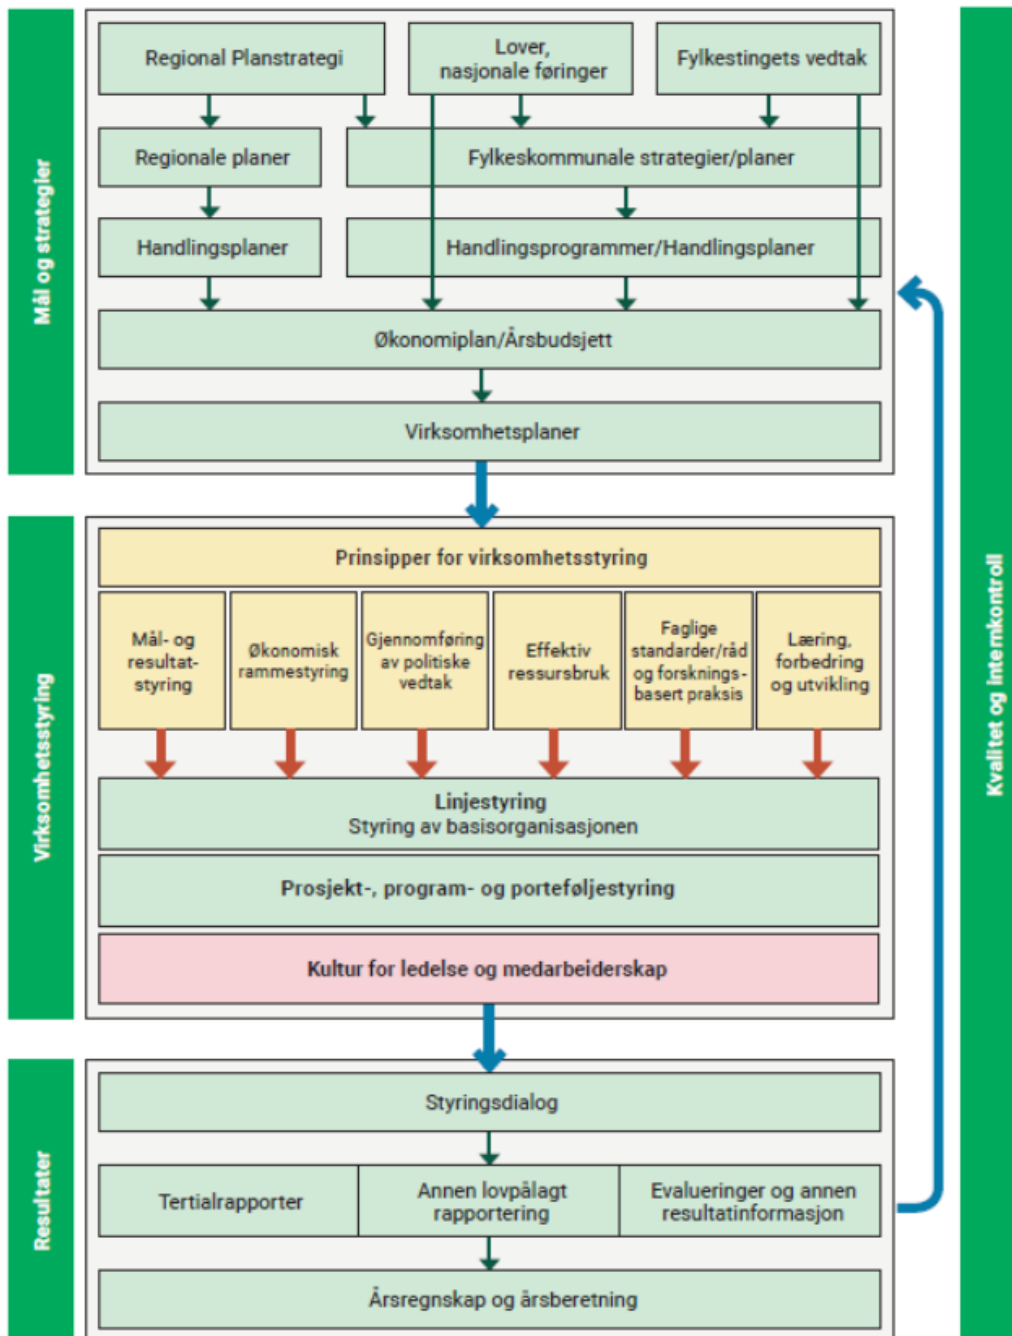 Mål og strategier
Regional Planstrategi
Lover,
nasjonale føringer
Fylkestingets vedtak
Regionale planer
Fylkeskommunale strategier/planer
Handlingsplaner
Handlingsprogrammer/Handlingsplaner
Økonomiplan/Årsbudsjett
Virksomhetsplaner
Virksomhetsstyring
Prinsipper for virksomhetsstyring
Mål- og
resultat-
styring
Økonomisk
rammestyring
Gjennomføring
av politiske
vedtak
Effektiv
ressursbruk
Faglige
standarder/råd
og forsknings-
basert praksis
Læring,
forbedring
og utvikling
Linjestyring
Styring av basisorganisasjonen
Prosjekt-, program- og porteføljestyring
Kultur for ledelse og medarbeiderskap
Resultater
Styringsdialog
Tertialrapporter
Annen lovpålagt
rapportering
Evalueringer og annen
resultatinformasjon
Årsregnskap og årsberetning
Kvalitet og internkontroll